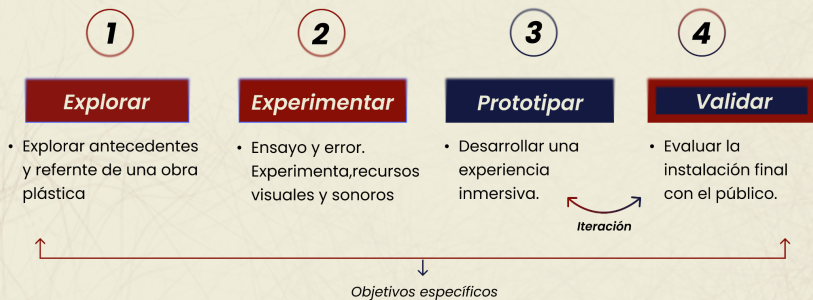 1
2
3
4
Explorar
Experimentar
Prototipar
Validar
• Explorar antecedentes
y refernte de una obra
plástica
• Ensayo y error.
Experimenta,recursos
visuales y sonoros
• Desarrollar una
experiencia
inmersiva.
• Evaluar la
instalación final
con el público.
Iteración
Objetivos específicos